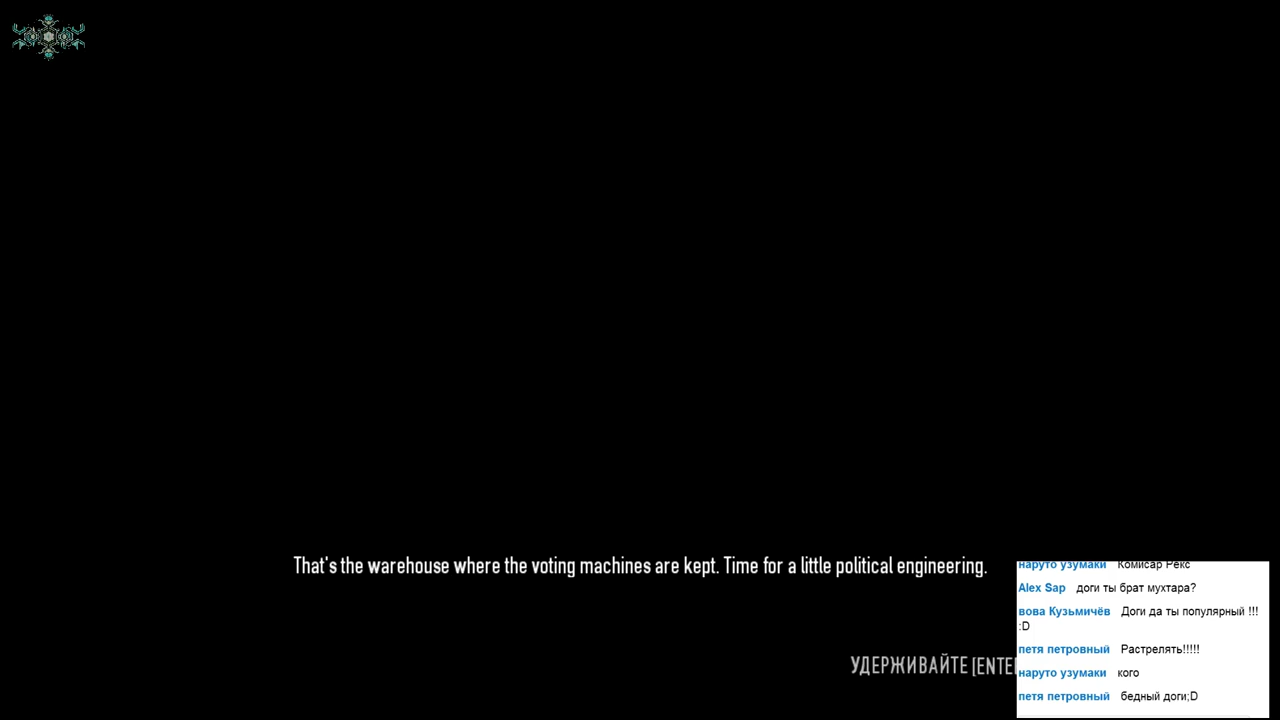 That's the warehouse where the voting machines are kept. Time for a little political engineering.
УДЕРЖИВАЙТЕ [ENTE
наруто узумаки Комисар Рекс
Alex Sap доги ты брат мухтара?
вова Кузьмичёв Доги да ты популярный !!!
:D
петя петровный Растрелять!!!!!
наруто узумаки кого
петя петровный бедный доги;D